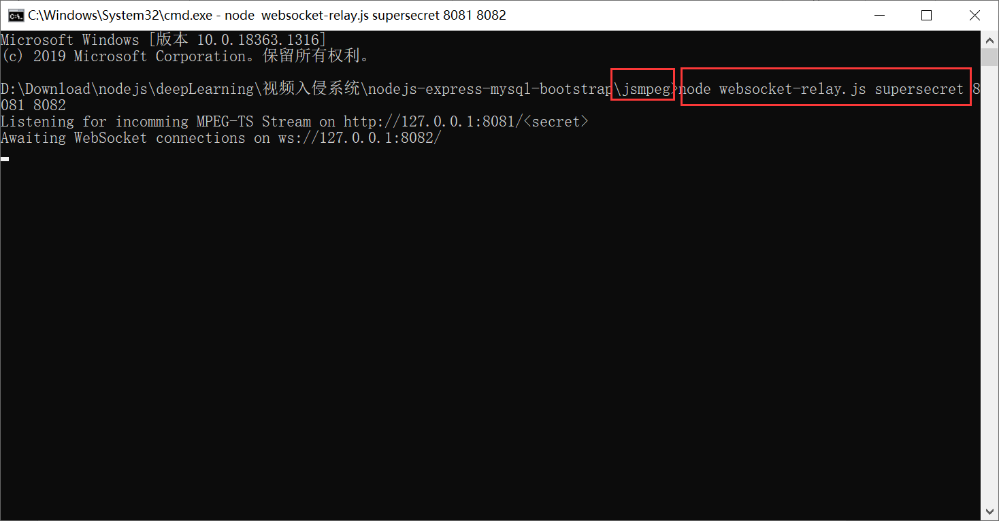 C:\Windows\System32\cmd.exe - node  websocket-relay.js supersecret 8081 8082
Microsoft Windows [版本 10.0.18363.1316]
(c) 2019 Microsoft Corporation。保留所有权利。
D:\Download\nodejs\deepLearning\视频入侵系统\nodejs-express-mysql-bootstrap\jsmpeg>node websocket-relay.js supersecret 8
081 8082
Listening for incomming MPEG-TS Stream on http://127.0.0.1:8081/<secret>
Awaiting WebSocket connections on ws://127.0.0.1:8082/